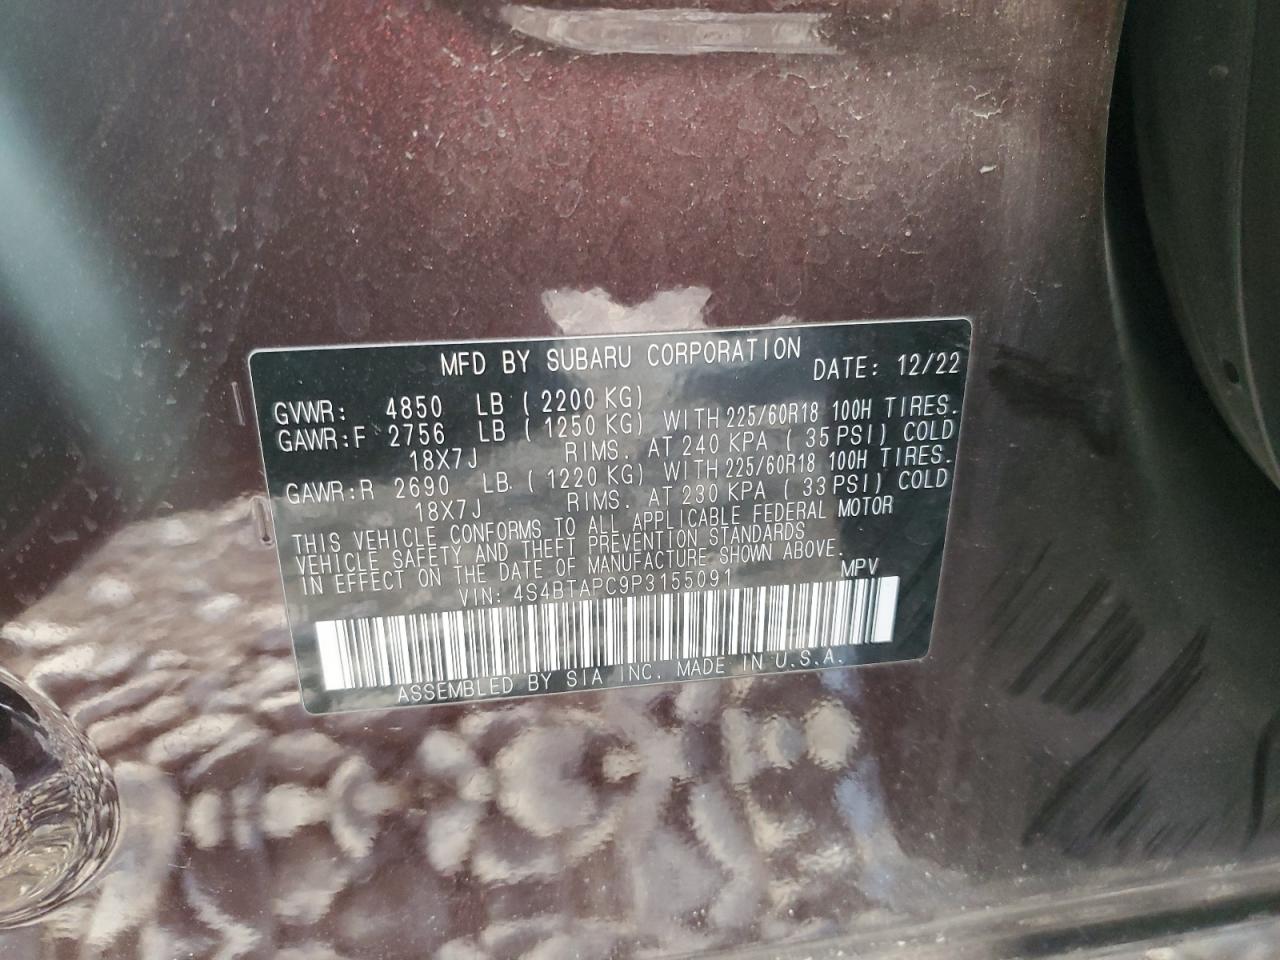 MFD BY SUBARU CORPORATION DATE: 12/22
GVWR: 4850 LB ( 2200 KG)
GAWR:F 2756 LB ( 1250 KG) WITH 225/60R18 100H TIRES.
18X7J RIMS. AT 240 KPA ( 35 PSI) COLD
GAWR:R 2690 LB. ( 1220 KG) WITH 225/60R18 100H TIRES.
18X7J RIMS. AT 230 KPA ( 33 PSI) COLD
THIS VEHICLE CONFORMS TO ALL APPLICABLE FEDERAL MOTOR
VEHICLE SAFETY AND THEFT PREVENTION STANDARDS
IN EFFECT ON THE DATE OF MANUFACTURE SHOWN ABOVE.
VIN: 4S4BTAPC9P3155091 MPV
ASSEMBLED BY SIA INC. MADE IN U.S.A.